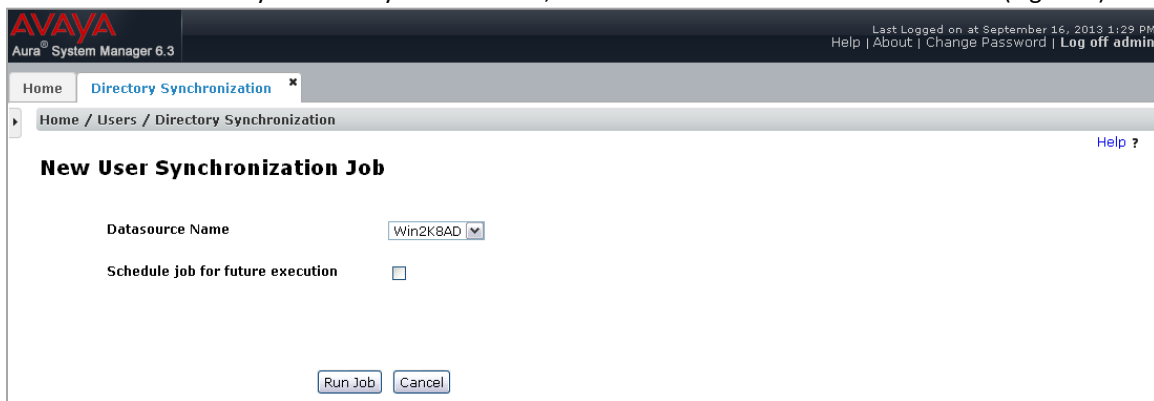 AVAYA
Aura® System Manager 6.3
Last Logged on at September 16, 2013 1:29 PM
Help | About | Change Password | Log off admin
Home
Directory Synchronization
Home / Users / Directory Synchronization
Help ?
New User Synchronization Job
Datasource Name
Win2K8AD
Schedule job for future execution
Run Job
Cancel